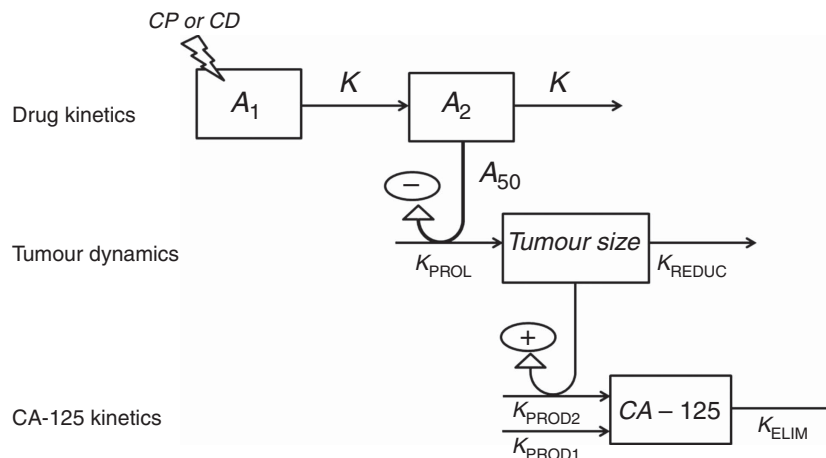 CP or CD
Drug kinetics
A1
K
A2
K
−
A50
Tumour dynamics
KPROL
Tumour size
KREDUC
+
CA-125 kinetics
KPROD2
KPROD1
CA – 125
KELIM